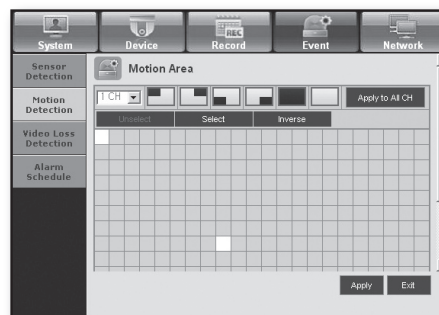 REC
System Device Record Event Network
Sensor
Detection
Motion Area
Motion
Detection
1 CH Apply to All CH
Unselect Select Inverse
Video Loss
Detection
Alarm
Schedule
Apply Exit